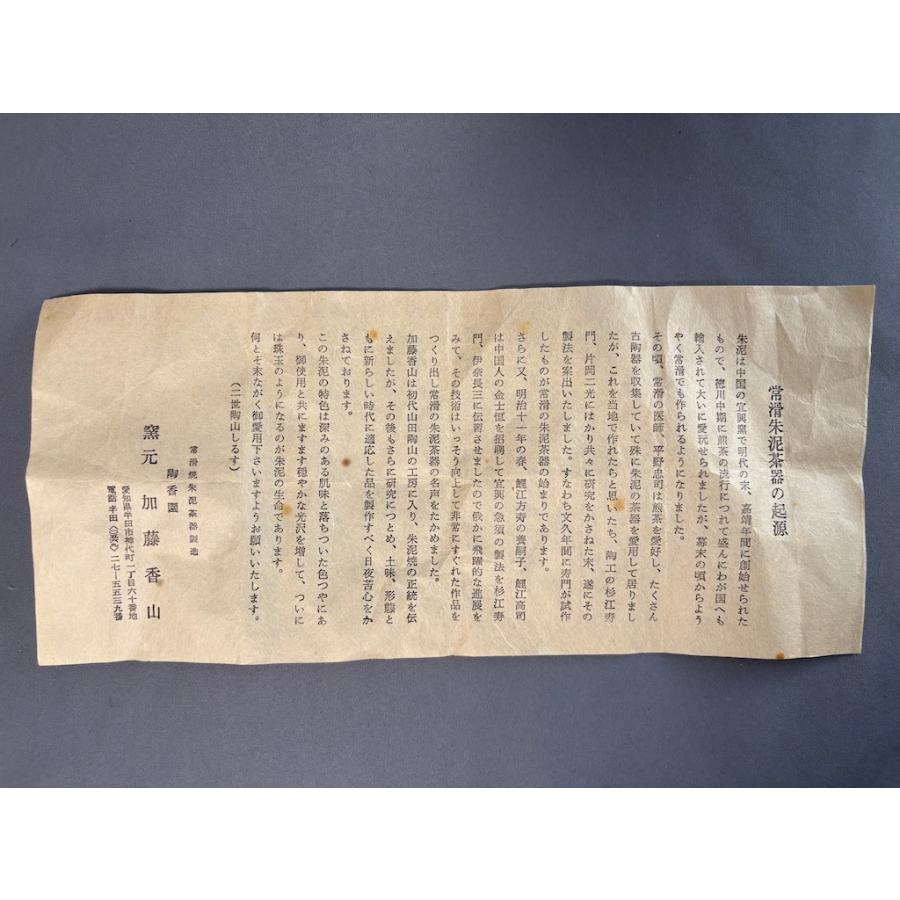 常滑朱泥茶器の起源
朱泥は中国の宜興窯で明代の末、嘉靖年間に創始せられた
もので、徳川中期に煎茶の流行につれて盛んにわが国へも
輸入されて大いに愛玩せられましたが、幕末の頃からよう
やく常滑でも作られるようになりました。
その頃、常滑の医師、平野忠司は煎茶を愛好し、たくさん
古陶器を収集していて殊に朱泥の茶器を愛用して居りまし
たが、これを当地で作れたらと思いたち、陶工の杉江寿
門、片岡二光にはかり共々に研究をかさねた末、遂にその
製法を案出いたしました。すなわち文久年間に寿門が試作
したものが常滑の朱泥茶器の始まりであります。
さらに又、明治十一年の春、鯉江方寿の養嗣子、鯉江高司
は中国人の金士恒を招聘して宜興の急須の製法を杉江寿
門、伊奈長三に伝習させましたので俄かに飛躍的な進展を
みて、その技術はいっそう向上して非常にすぐれた作品を
つくり出し常滑の朱泥茶器の名声をたかめました。
加藤香山は初代山田陶山の工房に入り、朱泥焼の正統を伝
えましたが、その後もさらに研究につとめ、土味、形態と
もに新らしい時代に適応した品を製作すべく日夜苦心をか
さねております。
この朱泥の特色は深みのある肌味と落ちついた色つやにあ
り、御使用と共にますます穏やかな光沢を増して、ついに
は珠玉のようになるのが朱泥の生命であります。
何とぞ末ながく御愛用下さいますようお願いいたします。
(二世陶山しるす)
常滑焼朱泥茶器製造
陶香園
窯元 加藤香山
愛知県半田市神代町一丁目六十番地
電話半田 二七ー五五三九番